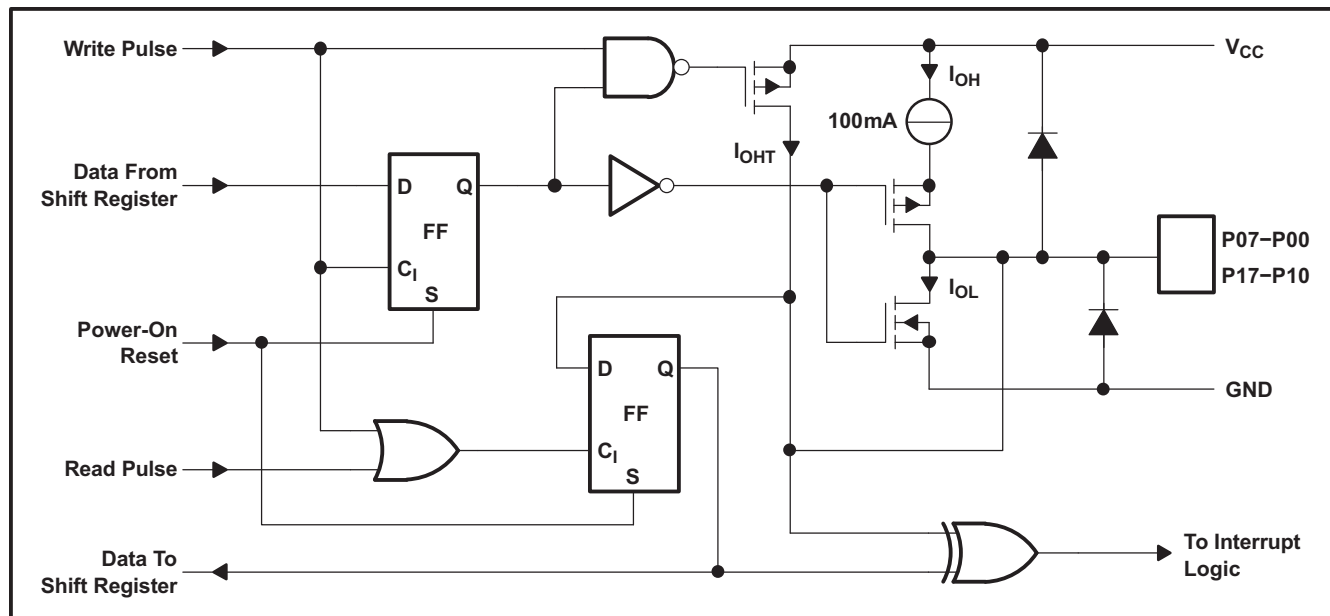 Write Pulse
VCC
IOH
100mA
IOHT
Data From
Shift Register
D
Q
FF
CI
S
P07−P00
P17−P10
IOL
Power-On
Reset
D
Q
FF
CI
S
GND
Read Pulse
Data To
Shift Register
To Interrupt
Logic